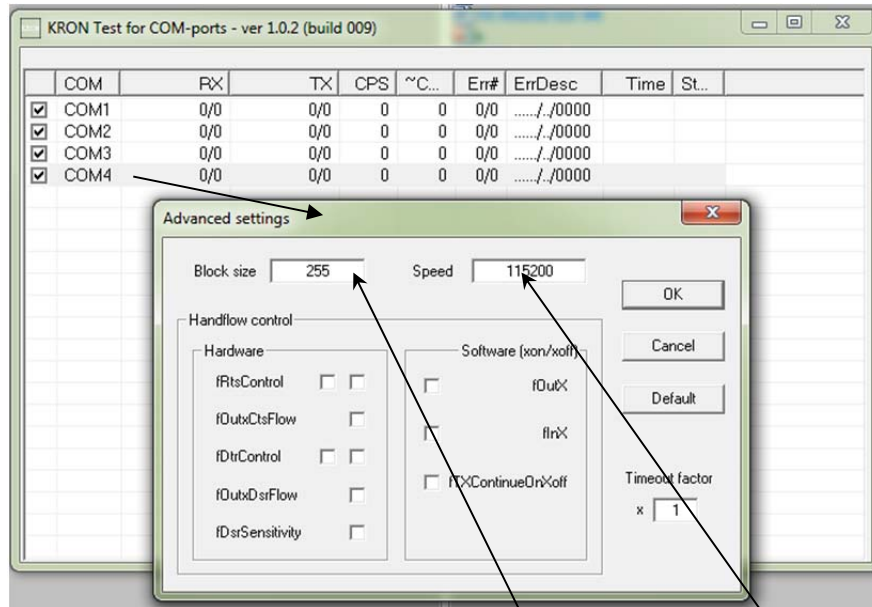 KRON Test for COM-ports - ver 1.0.2 (build 009)
COM RX TX CPS ~C... Err# ErrDesc Time St...
COM1 0/0 0/0 0 0 0/0 ....../../0000
COM2 0/0 0/0 0 0 0/0 ....../../0000
COM3 0/0 0/0 0 0 0/0 ....../../0000
COM4 0/0 0/0 0 0 0/0 ....../../0000
Advanced settings
Block size 255 Speed 115200
OK
Handflow control
Cancel
Hardware Software (xon/xoff)
fRtsControl fOutX
Default
fOutxCtsFlow fInX
fDtrControl
fTXContinueOnXoff Timeout factor
fOutxDsrFlow x 1
fDsrSensitivity